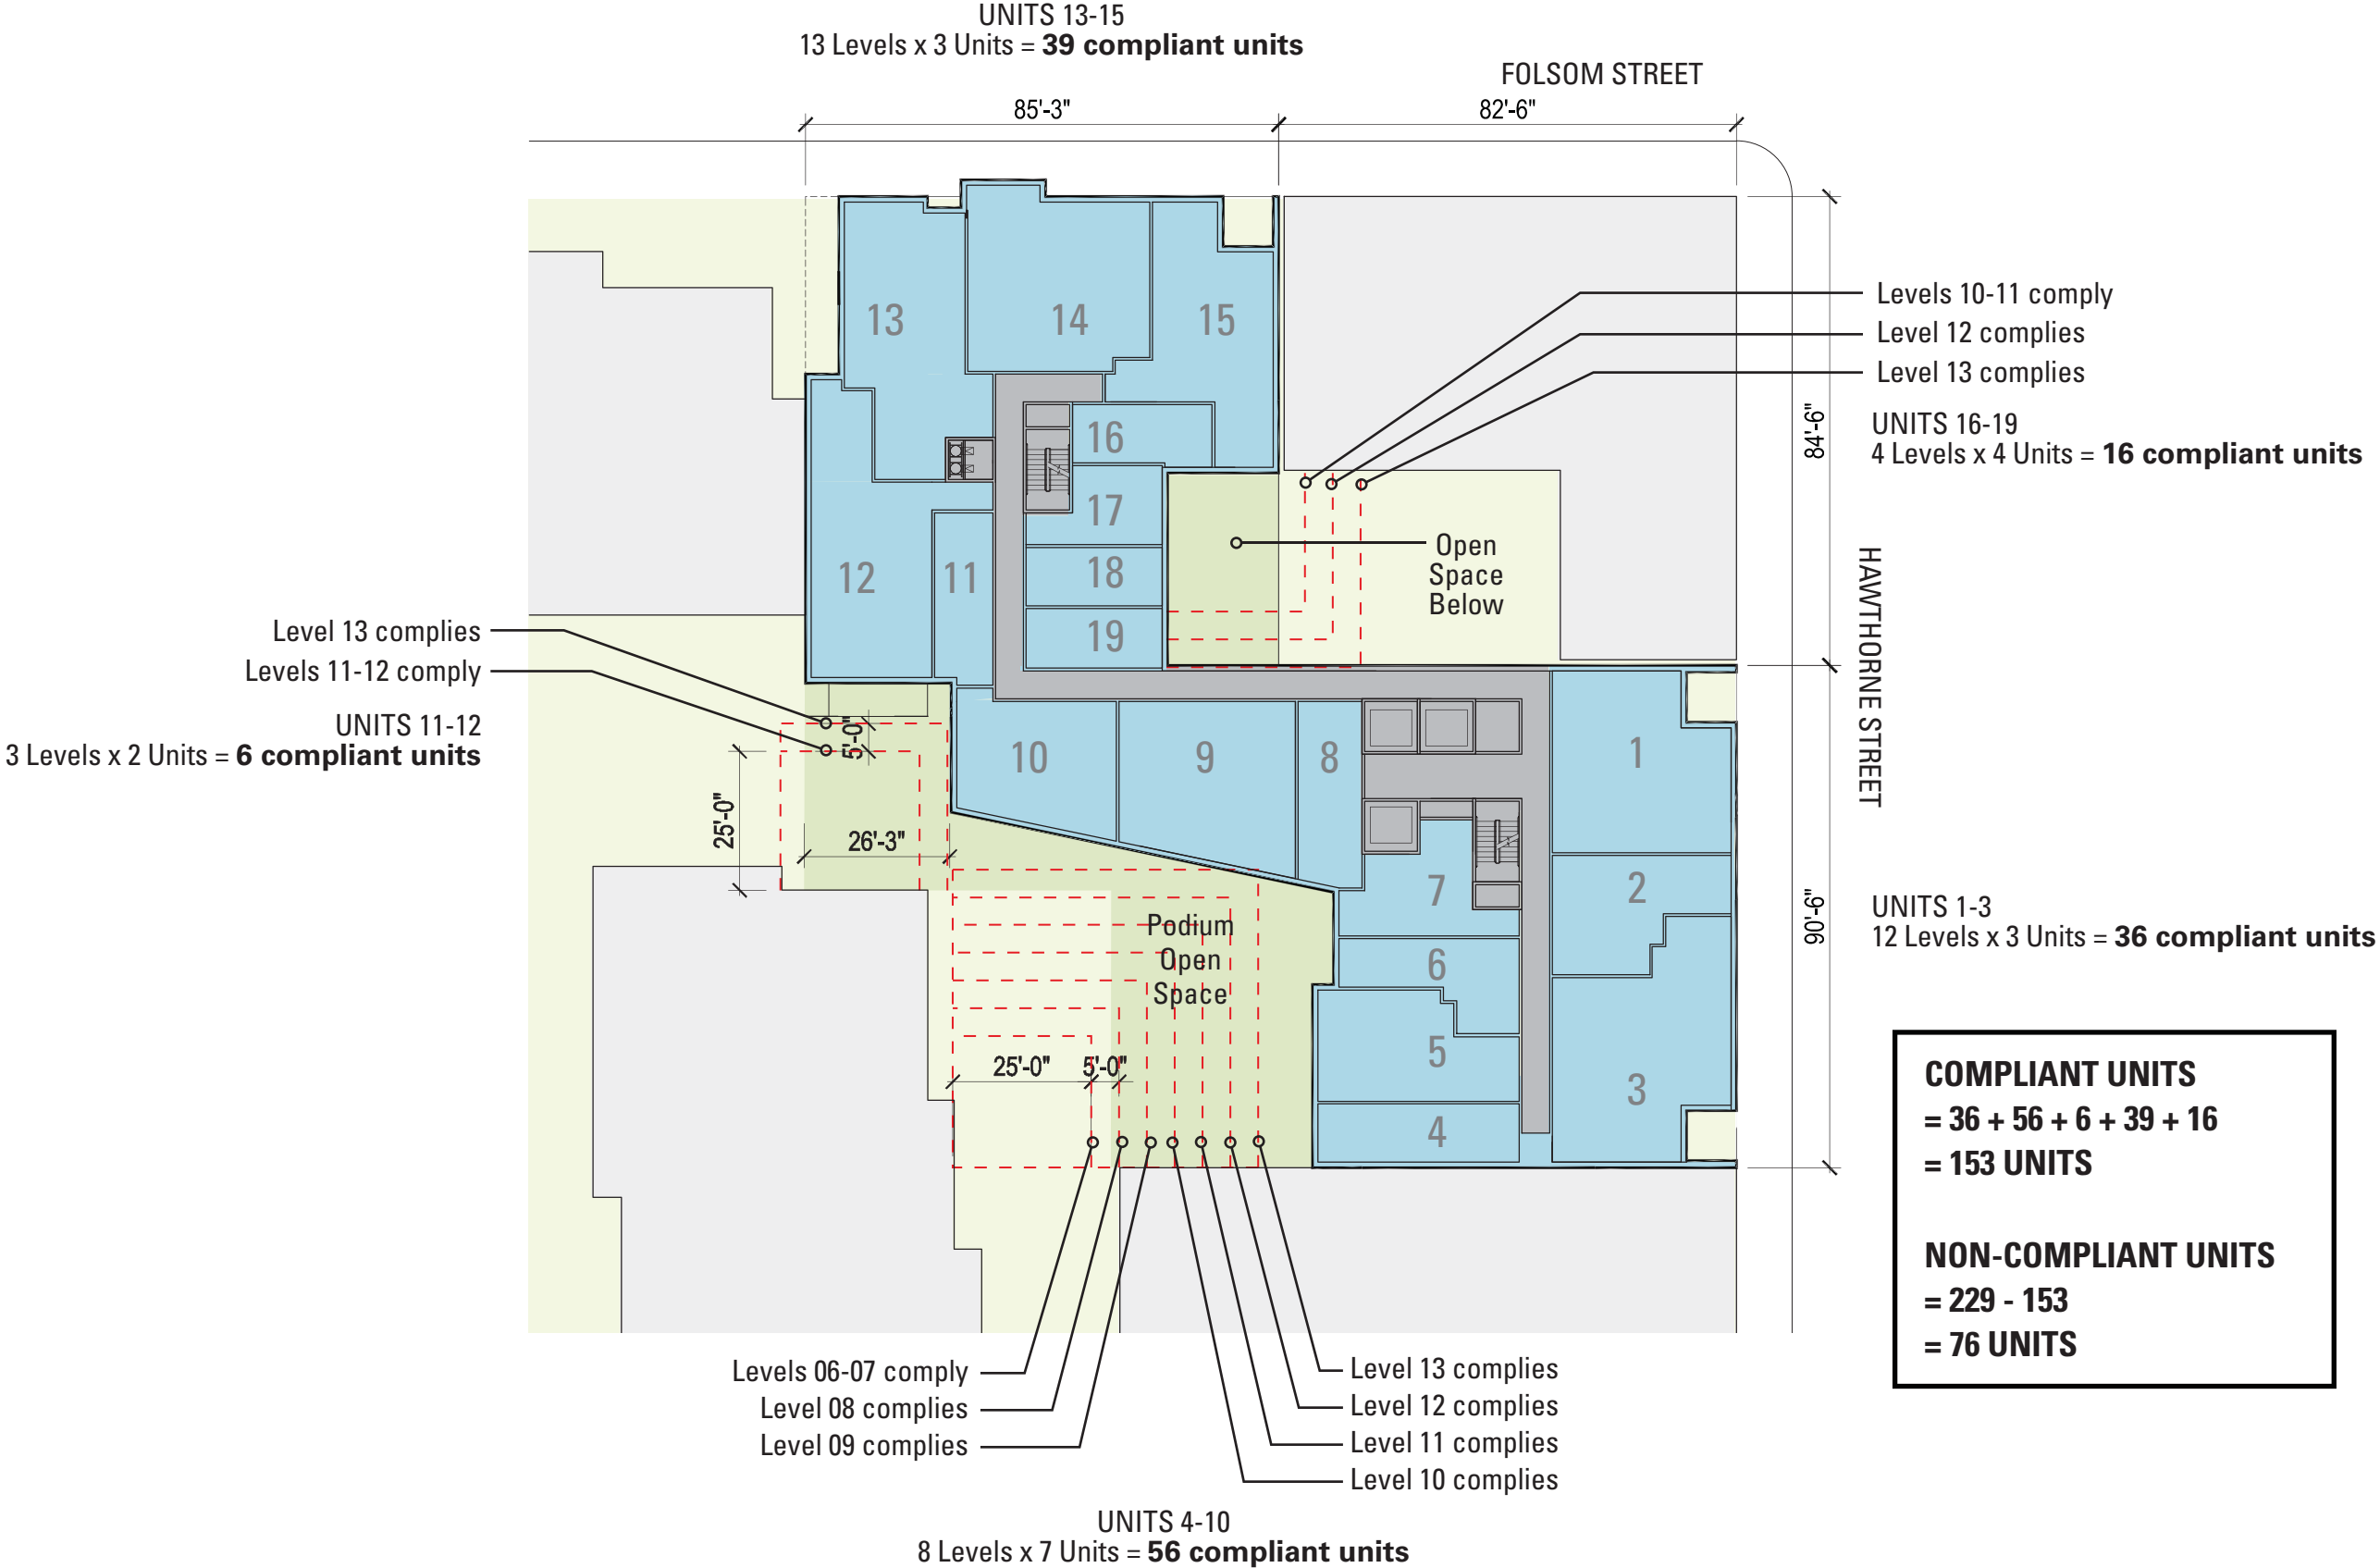 UNITS 13-15
13 Levels x 3 Units = 39 compliant units
FOLSOM STREET
85'-3"
82'-6"
13
14
15
16
17
18
19
12
11
10
9
8
7
6
5
4
1
2
3
Levels 10-11 comply
Level 12 complies
Level 13 complies
84'-6"
UNITS 16-19
4 Levels x 4 Units = 16 compliant units
Open
Space
Below
HAWTHORNE STREET
Level 13 complies
Levels 11-12 comply
UNITS 11-12
3 Levels x 2 Units = 6 compliant units
5'-0"
25'-0"
26'-3"
90'-9"
UNITS 1-3
12 Levels x 3 Units = 36 compliant units
Podium
Open
Space
25'-0"
5'-0"
COMPLIANT UNITS
= 36 + 56 + 6 + 39 + 16
= 153 UNITS
NON-COMPLIANT UNITS
= 229 - 153
= 76 UNITS
Levels 06-07 comply
Level 08 complies
Level 09 complies
Level 13 complies
Level 12 complies
Level 11 complies
Level 10 complies
UNITS 4-10
8 Levels x 7 Units = 56 compliant units